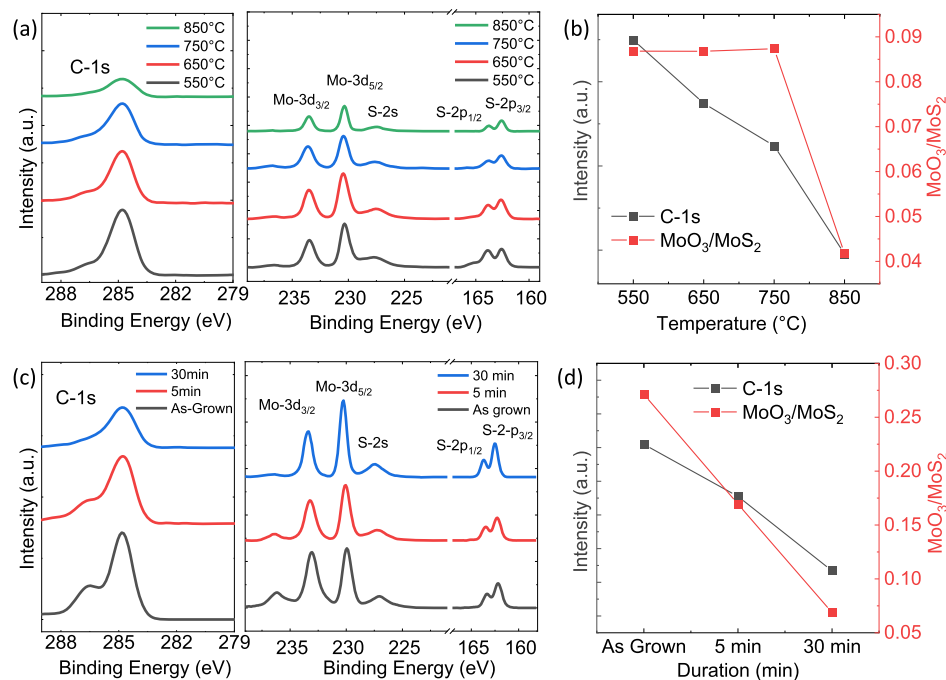 (a)
C-1s
850°C
750°C
650°C
550°C
Intensity (a.u.)
288 285 282 279
Binding Energy (eV)
850°C
750°C
650°C
550°C
Mo-3d3/2
Mo-3d5/2
S-2s
S-2p1/2
S-2p3/2
235 230 225 165 160
Binding Energy (eV)
(b)
Intensity (a.u.)
C-1s
MoO3/MoS2
0.09
0.08
0.07
0.06
0.05
0.04
MoO3/MoS2
550 650 750 850
Temperature (°C)
(c)
C-1s
30min
5min
As-Grown
Intensity (a.u.)
288 285 282 279
Binding Energy (eV)
30 min
5 min
As grown
Mo-3d3/2
Mo-3d5/2
S-2s
S-2p1/2
S-2-p3/2
235 230 225 165 160
Binding Energy (eV)
(d)
Intensity (a.u.)
C-1s
MoO3/MoS2
0.30
0.25
0.20
0.15
0.10
0.05
MoO3/MoS2
As Grown 5 min 30 min
Duration (min)